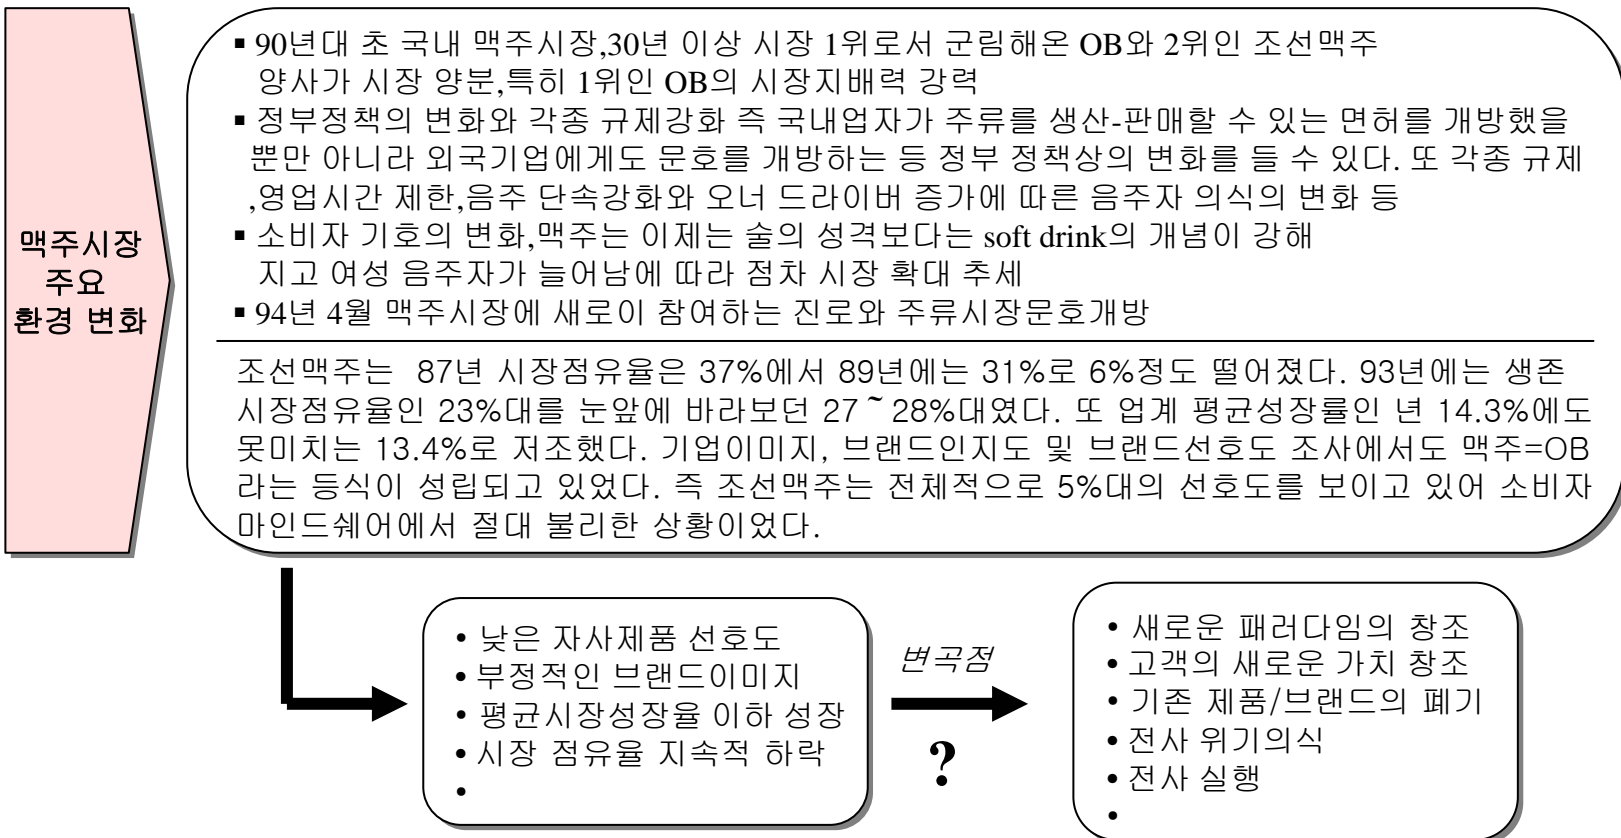 맥주시장
주요
환경 변화
▪ 90년대 초 국내 맥주시장,30년 이상 시장 1위로서 군림해온 OB와 2위인 조선맥주
양사가 시장 양분,특히 1위인 OB의 시장지배력 강력
▪ 정부정책의 변화와 각종 규제강화 즉 국내업자가 주류를 생산-판매할 수 있는 면허를 개방했을
뿐만 아니라 외국기업에게도 문호를 개방하는 등 정부 정책상의 변화를 들 수 있다. 또 각종 규제
,영업시간 제한,음주 단속강화와 오너 드라이버 증가에 따른 음주자 의식의 변화 등
▪ 소비자 기호의 변화,맥주는 이제는 술의 성격보다는 soft drink의 개념이 강해
지고 여성 음주자가 늘어남에 따라 점차 시장 확대 추세
▪ 94년 4월 맥주시장에 새로이 참여하는 진로와 주류시장문호개방
조선맥주는 87년 시장점유율은 37%에서 89년에는 31%로 6%정도 떨어졌다. 93년에는 생존
시장점유율인 23%대를 눈앞에 바라보던 27~28%대였다. 또 업계 평균성장률인 년 14.3%에도
못미치는 13.4%로 저조했다. 기업이미지, 브랜드인지도 및 브랜드선호도 조사에서도 맥주=OB
라는 등식이 성립되고 있었다. 즉 조선맥주는 전체적으로 5%대의 선호도를 보이고 있어 소비자
마인드쉐어에서 절대 불리한 상황이었다.
• 낮은 자사제품 선호도
• 부정적인 브랜드이미지
• 평균시장성장율 이하 성장
• 시장 점유율 지속적 하락
•
변곡점
?
• 새로운 패러다임의 창조
• 고객의 새로운 가치 창조
• 기존 제품/브랜드의 폐기
• 전사 위기의식
• 전사 실행
•